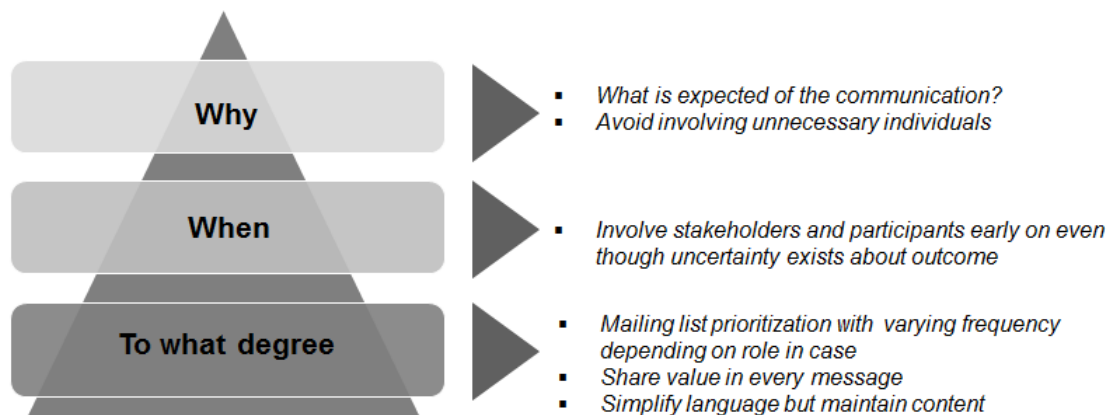 Why
▪ What is expected of the communication?
▪ Avoid involving unnecessary individuals
When
▪ Involve stakeholders and participants early on even
though uncertainty exists about outcome
To what degree
▪ Mailing list prioritization with varying frequency
depending on role in case
▪ Share value in every message
▪ Simplify language but maintain content